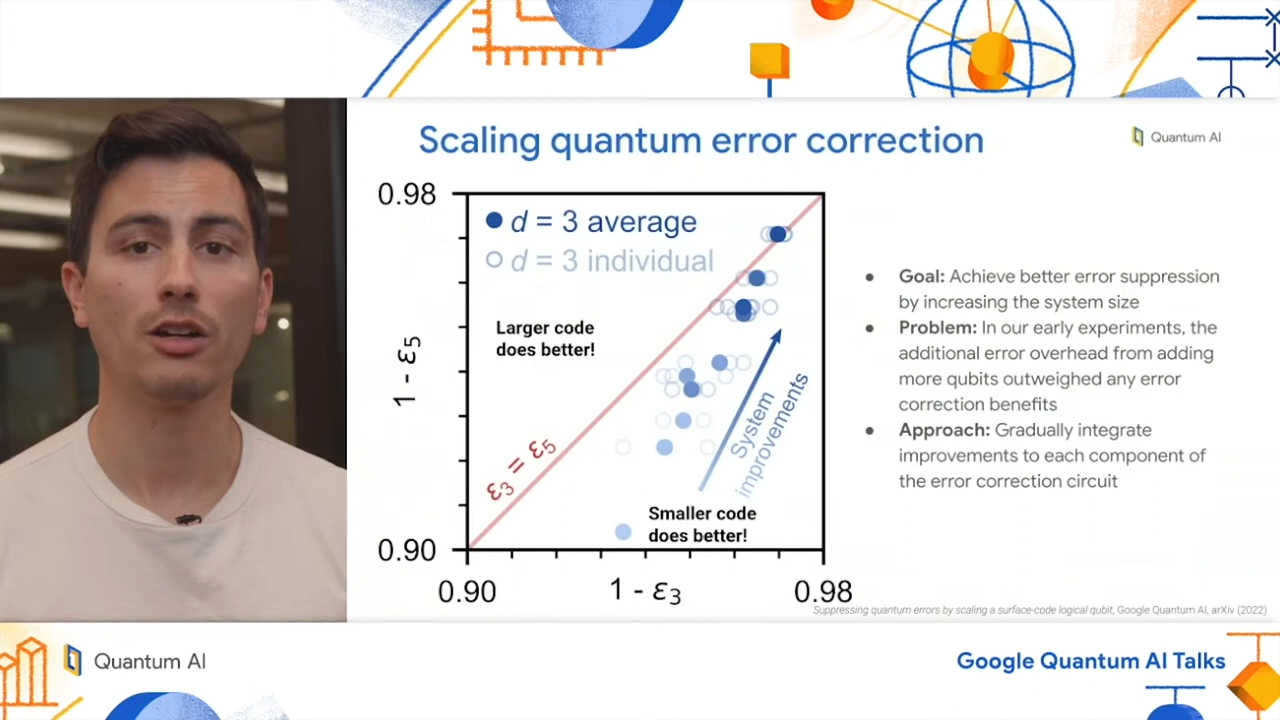 Scaling quantum error correction
Quantum AI
0.98
d = 3 average
d = 3 individual
Larger code
does better!
1 - ε5
ε3 = ε5
System
improvements
Smaller code
does better!
0.90
0.90
1 - ε3
0.98
● Goal: Achieve better error suppression
by increasing the system size
● Problem: In our early experiments, the
additional error overhead from adding
more qubits outweighed any error
correction benefits
● Approach: Gradually integrate
improvements to each component of
the error correction circuit
Suppressing quantum errors by scaling a surface-code logical qubit, Google Quantum AI, arXiv (2022)
Quantum AI
Google Quantum AI Talks